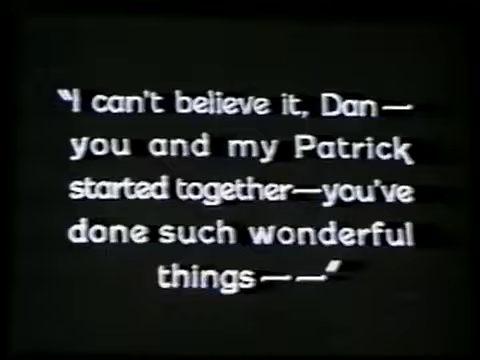 "I can't believe it, Dan—
you and my Patrick
started together—you've
done such wonderful
things— —"